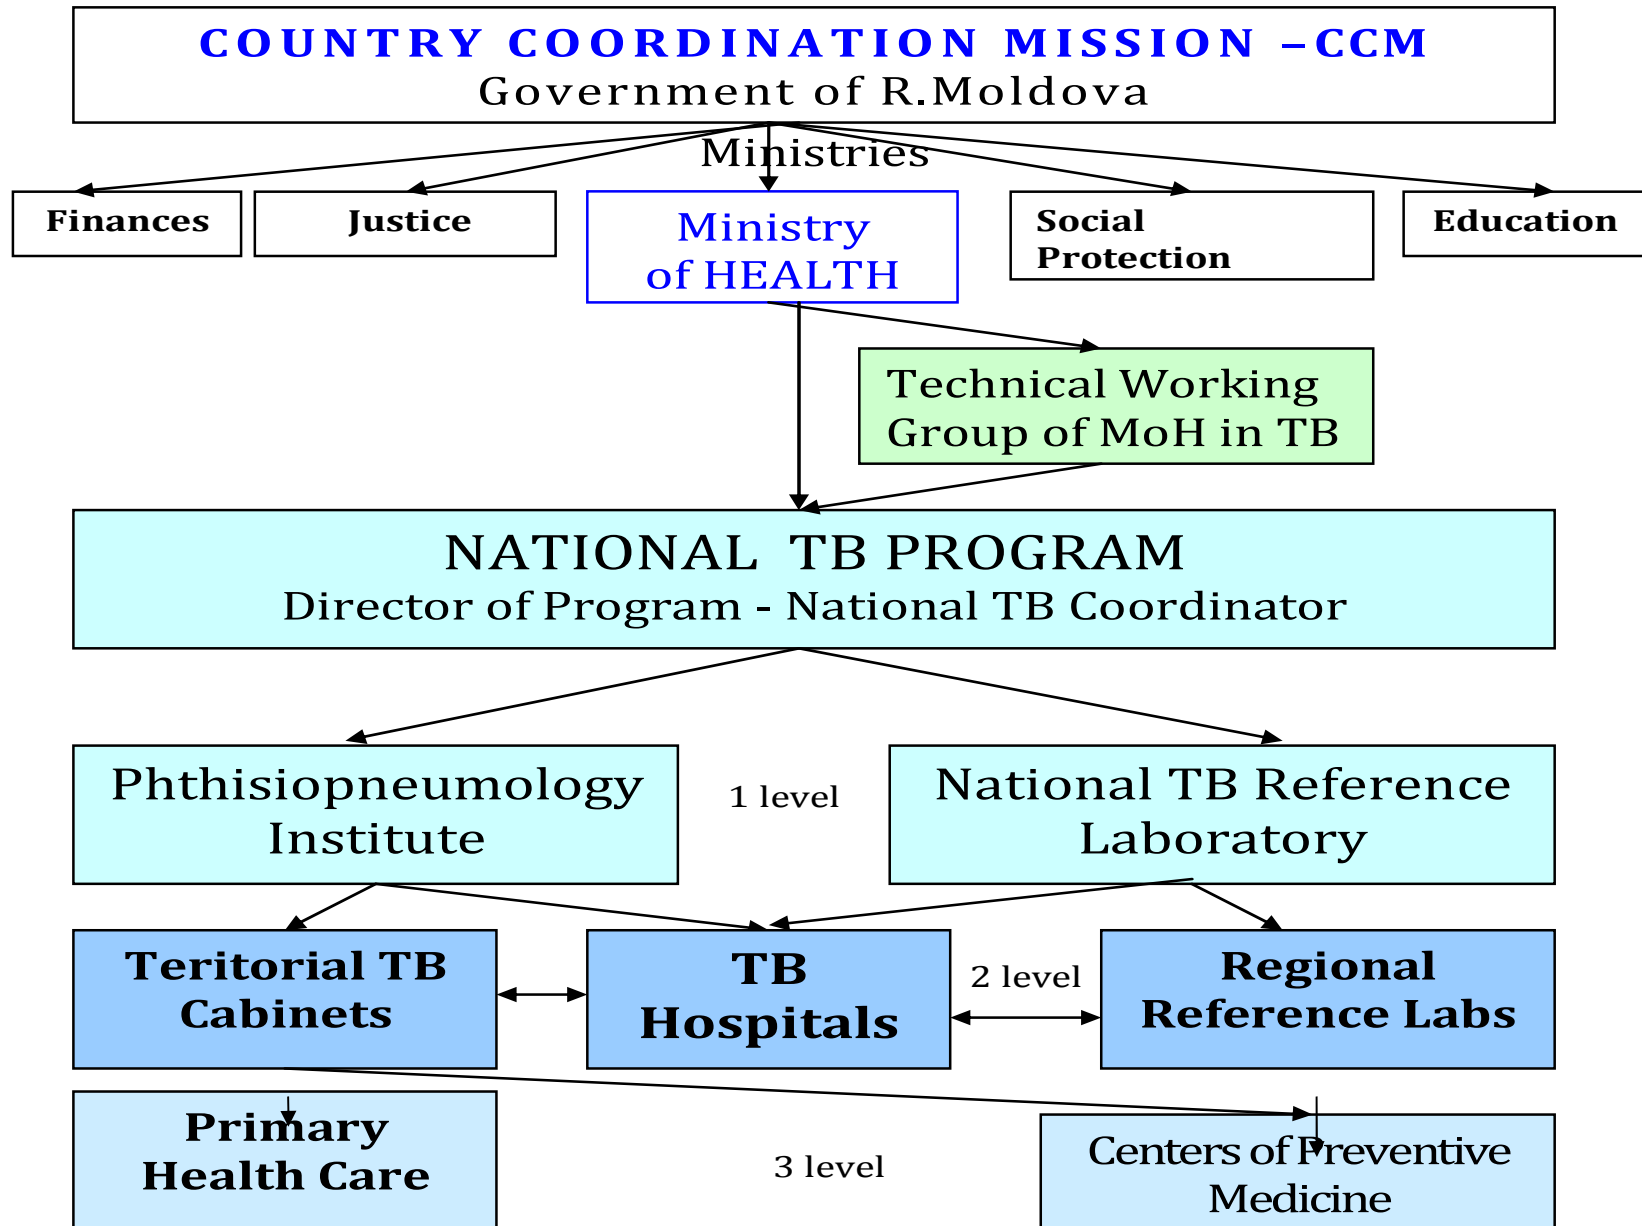 COUNTRY COORDINATION MISSION –CCM
Government of R.Moldova
Ministries
Finances
Justice
Ministry
of HEALTH
Social
Protection
Education
Technical Working
Group of MoH in TB
NATIONAL TB PROGRAM
Director of Program - National TB Coordinator
Phthisiopneumology
Institute
1 level
National TB Reference
Laboratory
Teritorial TB
Cabinets
TB
Hospitals
2 level
Regional
Reference Labs
Primary
Health Care
3 level
Centers of Preventive
Medicine